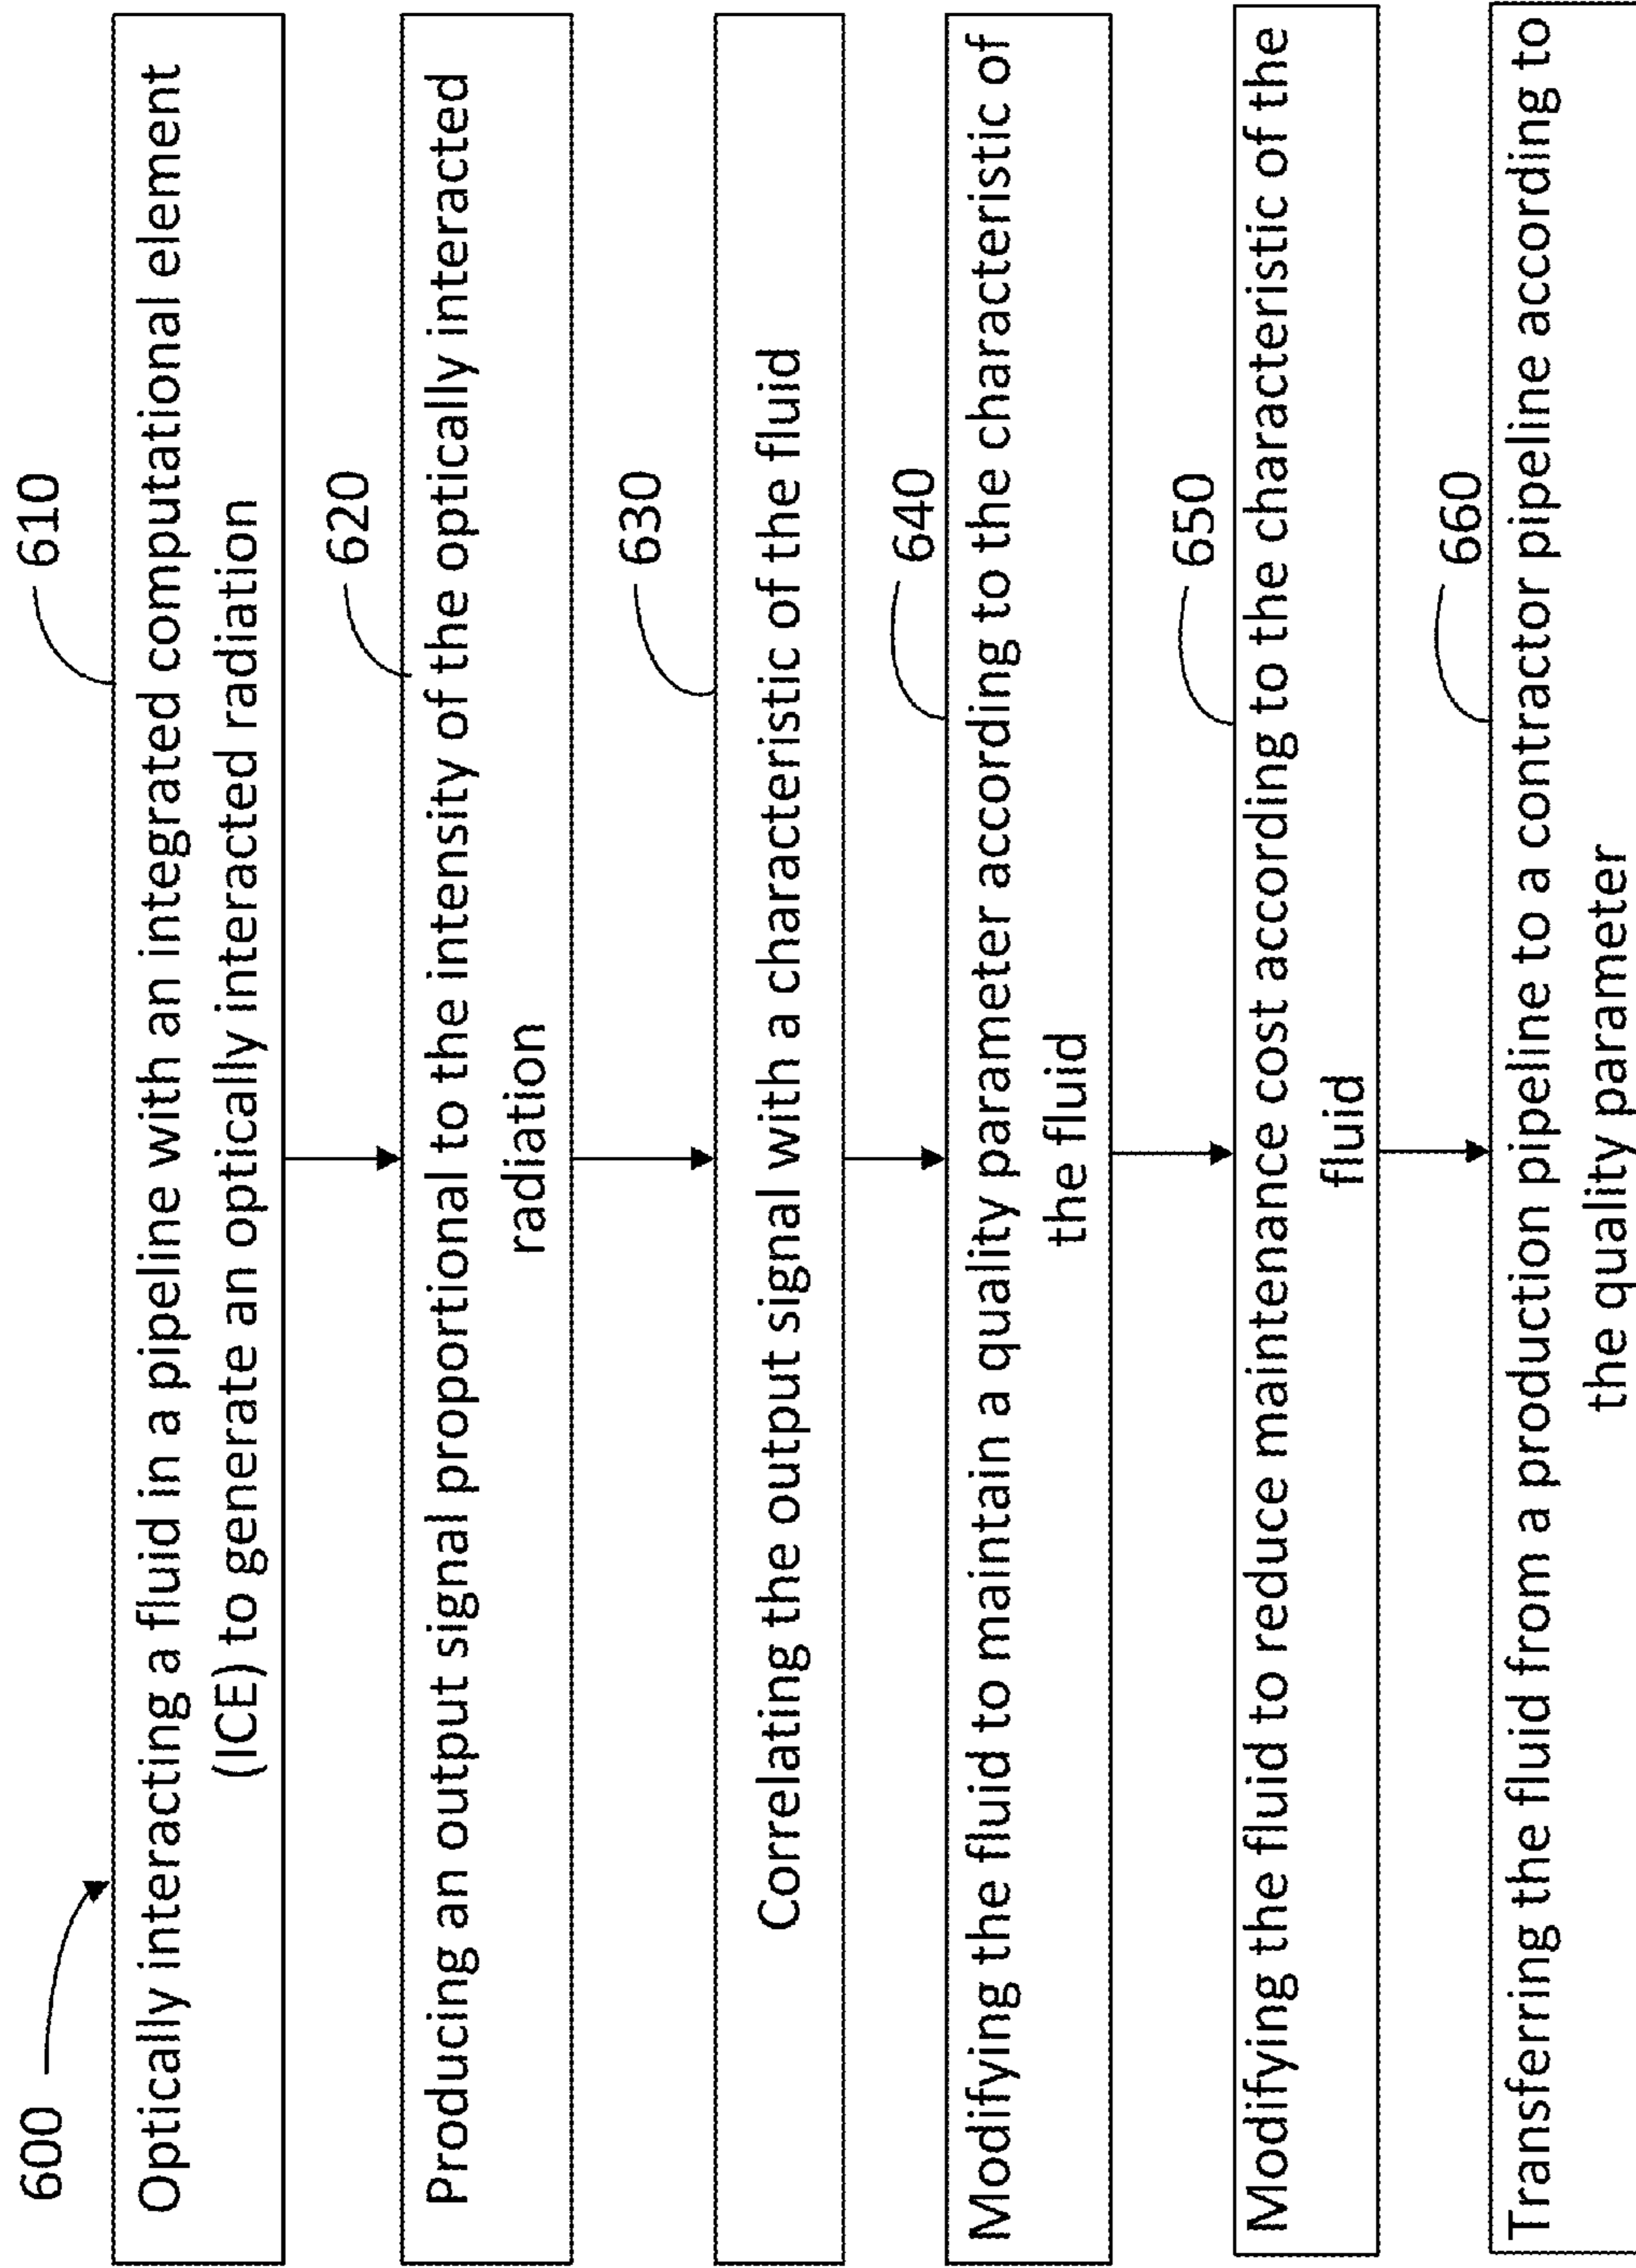 600
610
Optically interacting a fluid in a pipeline with an integrated computational element
(ICE) to generate an optically interacted radiation
620
Producing an output signal proportional to the intensity of the optically interacted
radiation
630
Correlating the output signal with a characteristic of the fluid
640
Modifying the fluid to maintain a quality parameter according to the characteristic of
the fluid
650
Modifying the fluid to reduce maintenance cost according to the characteristic of the
fluid
660
Transferring the fluid from a production pipeline to a contractor pipeline according to
the quality parameter